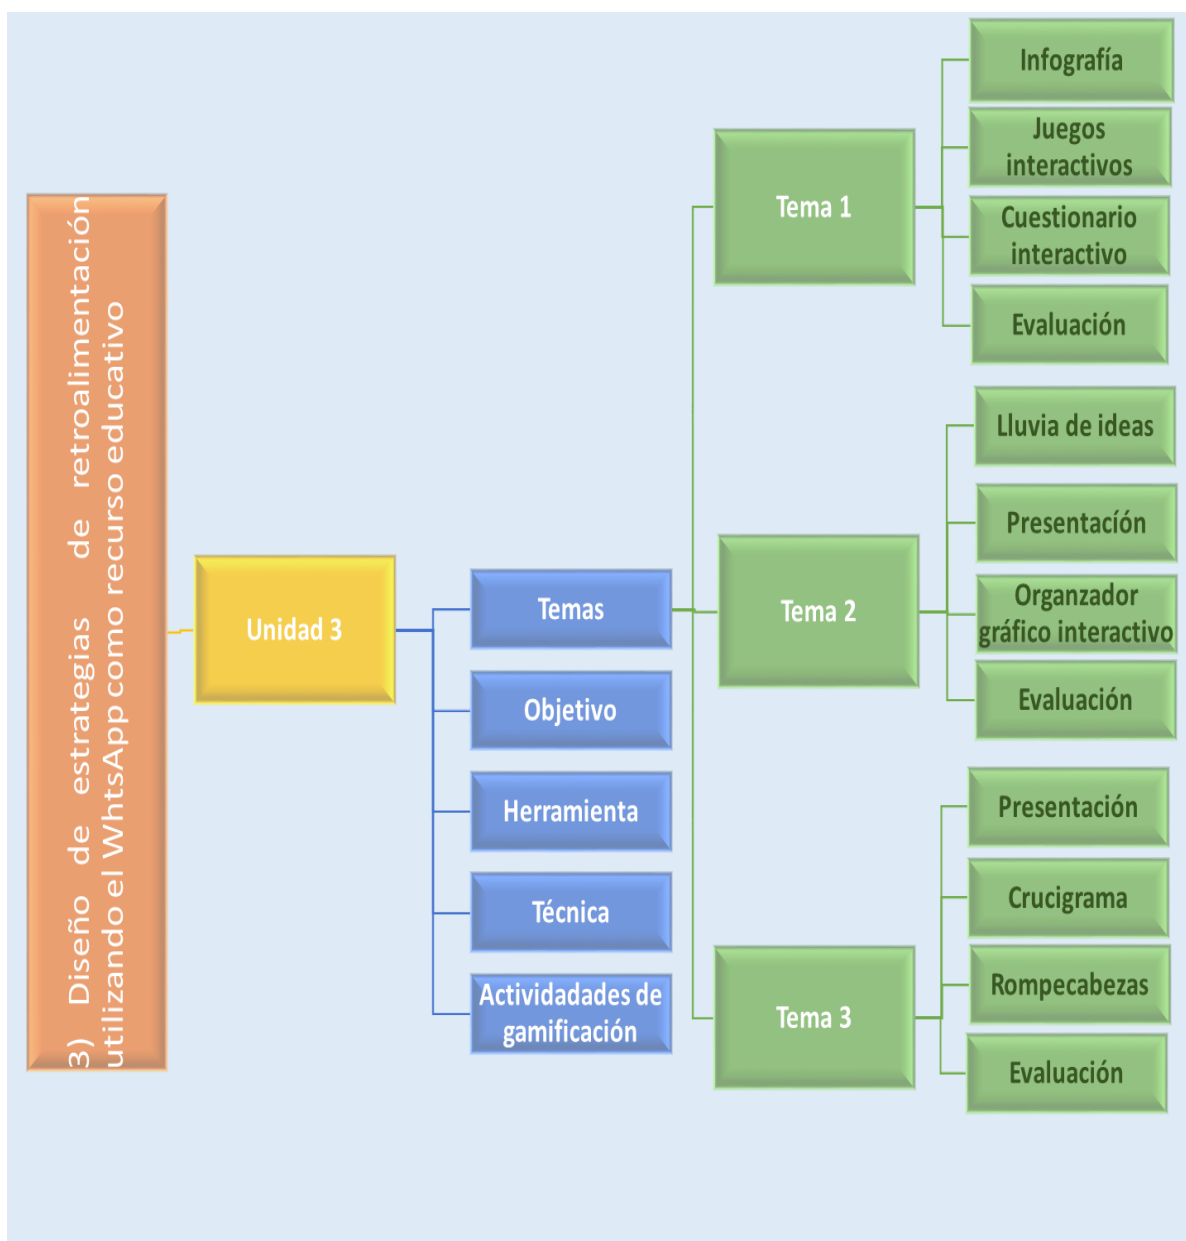 3) Diseño de estrategias de retroalimentación
utilizando el WhtsApp como recurso educativo
Unidad 3
Temas
Objetivo
Herramienta
Técnica
Actividadades de
gamificación
Tema 1
Infografía
Juegos
interactivos
Cuestionario
interactivo
Evaluación
Tema 2
Lluvia de ideas
Presentacíón
Organzador
gráfico interactivo
Evaluación
Tema 3
Presentación
Crucigrama
Rompecabezas
Evaluación